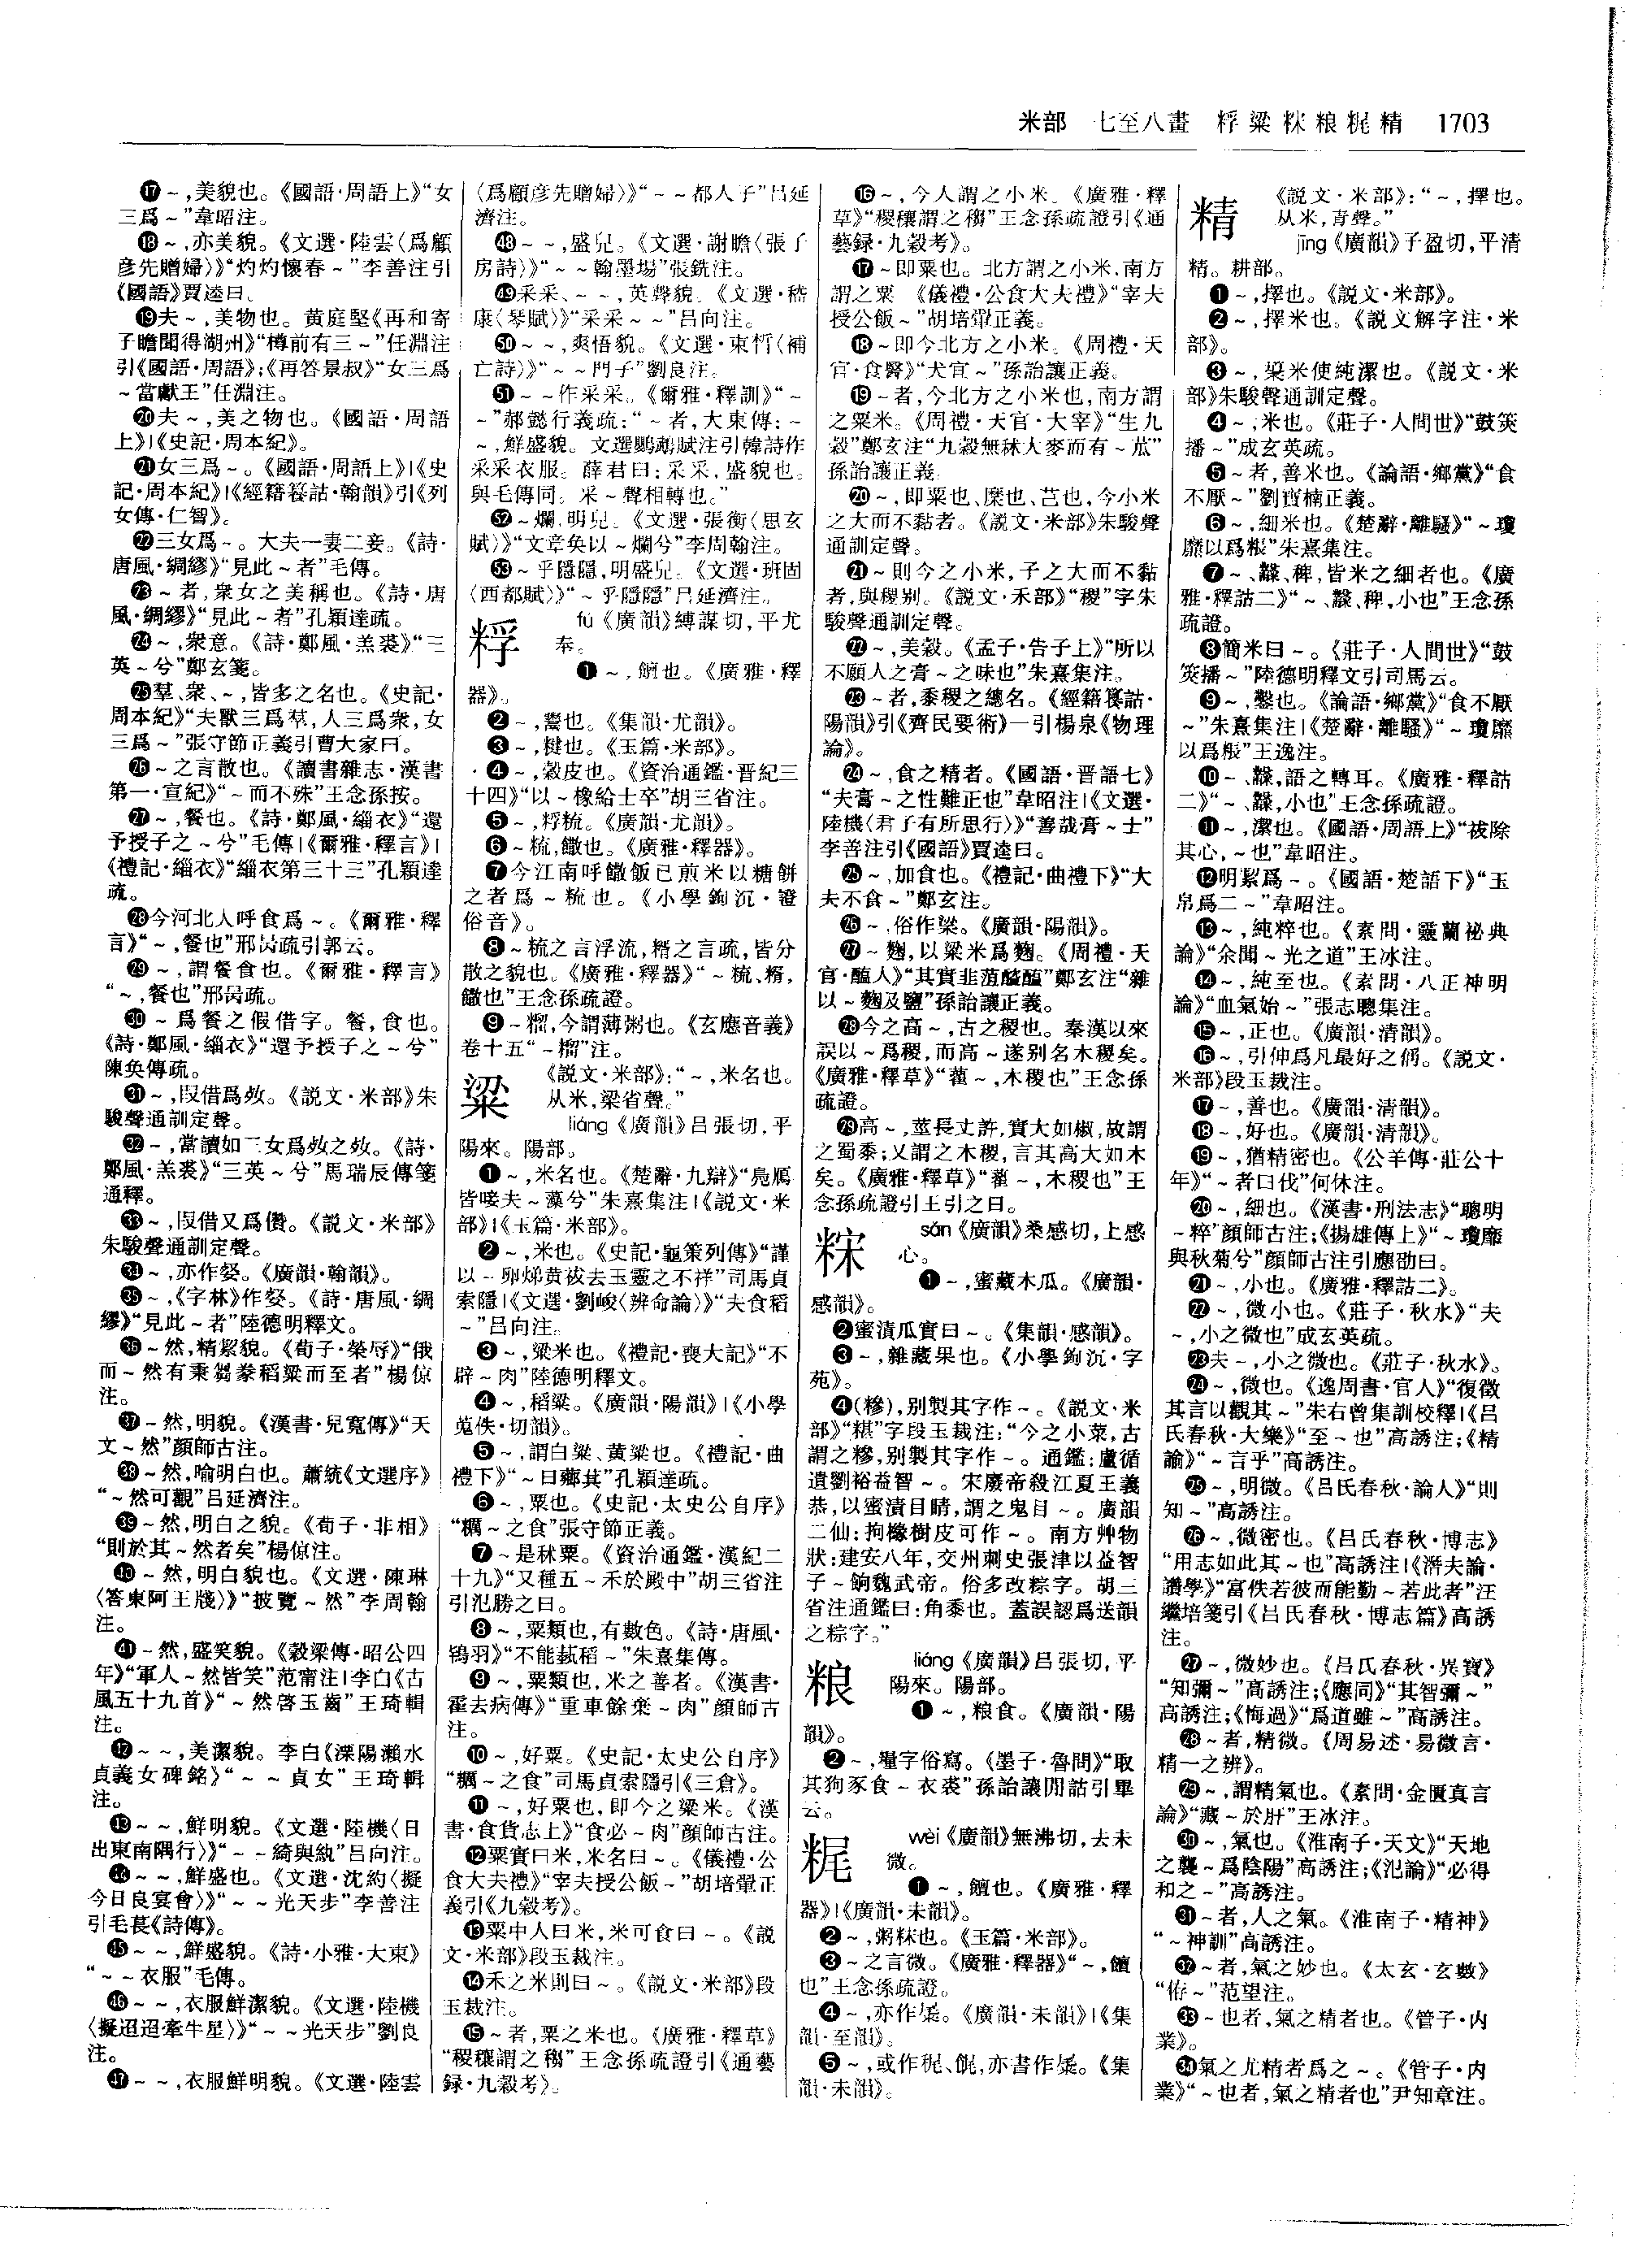 米部　七至八畫　粰粱𥹷粮䊊精　1703
⓱～,美貌也。《國語·周語上》“女
三爲～”韋昭注。
⓲～,亦美貌。《文選·陸雲〈爲顧
彦先贈婦〉》“灼灼懷春～”李善注引
《國語》賈逵曰。
⓳夫～,美物也。黄庭堅《再和寄
子瞻聞得湖州》“樽前有三～”任淵注
引《國語·周語》;《再答景叔》“女三爲
～當獻王”任淵注。
⓴夫～,美之物也。《國語·周語
上》|《史記·周本紀》。
㉑女三爲～。《國語·周語上》|《史
記·周本紀》|《經籍籑詁·翰韻》引《列
女傳·仁智》。
㉒三女爲～。大夫一妻二妾。《詩·
唐風·綢繆》“見此～者”毛傳。
㉓～者,衆女之美稱也。《詩·唐
風·綢繆》“見此～者”孔穎達疏。
㉔～,衆意。《詩·鄭風·羔裘》“三
英～兮”鄭玄箋。
㉕羣、衆、～,皆多之名也。《史記·
周本紀》“夫獸三爲羣,人三爲衆,女
三爲～”張守節正義引曹大家曰。
㉖～之言散也。《讀書雜志·漢書
第一·宣紀》“～而不殊”王念孫按。
㉗～,餐也。《詩·鄭風·緇衣》“還
予授子之～兮”毛傳|《爾雅·釋言》|
《禮記·緇衣》“緇衣第三十三”孔穎達
疏。
㉘今河北人呼食爲～。《爾雅·釋
言》“～,餐也”邢昺疏引郭云。
㉙～,謂餐食也。《爾雅·釋言》
“～,餐也”邢昺疏。
㉚～爲餐之假借字。餐,食也。
《詩·鄭風·緇衣》“還予授子之～兮”
陳奂傳疏。
㉛～,叚借爲㛑。《説文·米部》朱
駿聲通訓定聲。
㉜～,當讀如三女爲㛑之㛑。《詩·
鄭風·羔裘》“三英～兮”馬瑞辰傳箋
通釋。
㉝～,叚借又爲儹。《説文·米部》
朱駿聲通訓定聲。
㉞～,亦作㛑。《廣韻·翰韻》。
㉟～,《字林》作㛑。《詩·唐風·綢
繆》“見此～者”陸德明釋文。
㊱～然,精絜貌。《荀子·榮辱》“俄
而～然有秉芻豢稻粱而至者”楊倞
注。
㊲～然,明貌。《漢書·兒寬傳》“天
文～然”顔師古注。
㊳～然,喻明白也。蕭統《文選序》
“～然可觀”吕延濟注。
㊴～然,明白之貌。《荀子·非相》
“則於其～然者矣”楊倞注。
㊵～然,明白貌也。《文選·陳琳
〈答東阿王牋〉》“披覽～然”李周翰
注。
㊶～然,盛笑貌。《穀梁傳·昭公四
年》“軍人～然皆笑”范甯注|李白《古
風五十九首》“～然啓玉齒”王琦輯
注。
㊷～～,美潔貌。李白《溧陽瀨水
貞義女碑銘》“～～貞女”王琦輯
注。
㊸～～,鮮明貌。《文選·陸機〈日
出東南隅行〉》“～～綺與紈”吕向注。
㊹～～,鮮盛也。《文選·沈約〈擬
今日良宴會〉》“～～光天步”李善注
引毛萇《詩傳》。
㊺～～,鮮盛貌。《詩·小雅·大東》
“～～衣服”毛傳。
㊻～～,衣服鮮潔貌。《文選·陸機
〈擬迢迢牽牛星〉》“～～光天步”劉良
注。
㊼～～,衣服鮮明貌。《文選·陸雲
〈爲顧彦先贈婦〉》“～～都人子”吕延
濟注。
㊽～～,盛皃。《文選·謝瞻〈張子
房詩〉》“～～翰墨場”張銑注。
㊾采采、～～,英聲貌。《文選·嵇
康〈琴賦〉》“采采～～”吕向注。
㊿～～,爽悟貌。《文選·束晳〈補
亡詩〉》“～～門子”劉良注。
51～～作采采。《爾雅·釋訓》“～
～”郝懿行義疏:“～者,大東傳:～
～,鮮盛貌。文選鸚鵡賦注引韓詩作
采采衣服。薛君曰:采采,盛貌也。
與毛傳同。采～聲相轉也。”
52～爛,明皃。《文選·張衡〈思玄
賦〉》“文章奂以～爛兮”李周翰注。
53～乎隱隱,明盛皃。《文選·班固
〈西都賦〉》“～乎隱隱”吕延濟注。
粰　fú《廣韻》縛謀切,平尤
奉。
❶～,饘也。《廣雅·釋
器》。
❷～,䊩也。《集韻·尤韻》。
❸～,䊎也。《玉篇·米部》。
❹～,穀皮也。《資治通鑑·晋紀三
十四》“以～橡給士卒”胡三省注。
❺～,粰梳。《廣韻·尤韻》。
❻～梳,饊也。《廣雅·釋器》。
❼今江南呼饊飯已煎米以糖餅
之者爲～梳也。《小學鉤沉·證
俗音》。
❽～梳之言浮流,糈之言疏,皆分
散之貌也。《廣雅·釋器》“～梳,糈,
饊也”王念孫疏證。
❾～𥻳,今謂薄粥也。《玄應音義》
卷十五“～𥻳”注。
粱　《説文·米部》:“～,米名也。
从米,梁省聲。”
liáng《廣韻》吕張切,平
陽來。陽部。
❶～,米名也。《楚辭·九辯》“鳧鴈
皆唼夫～藻兮”朱熹集注|《説文·米
部》|《玉篇·米部》。
❷～,米也。《史記·龜策列傳》“謹
以～卵焍黄祓去玉靈之不祥”司馬貞
索隱|《文選·劉峻〈辨命論〉》“夫食稻
～”吕向注。
❸～,粱米也。《禮記·喪大記》“不
辟～肉”陸德明釋文。
❹～,稻粱。《廣韻·陽韻》|《小學
蒐佚·切韻》。
❺～,謂白粱、黄粱也。《禮記·曲
禮下》“～曰薌萁”孔穎達疏。
❻～,粟也。《史記·太史公自序》
“糲～之食”張守節正義。
❼～是秫粟。《資治通鑑·漢紀二
十九》“又種五～禾於殿中”胡三省注
引氾勝之曰。
❽～,粟類也,有數色。《詩·唐風·
鴇羽》“不能蓺稻～”朱熹集傳。
❾～,粟類也,米之善者。《漢書·
霍去病傳》“重車餘棄～肉”顔師古
注。
❿～,好粟。《史記·太史公自序》
“糲～之食”司馬貞索隱引《三倉》。
⓫～,好粟也,即今之粱米。《漢
書·食貨志上》“食必～肉”顔師古注。
⓬粟實曰米,米名曰～。《儀禮·公
食大夫禮》“宰夫授公飯～”胡培翬正
義引《九穀考》。
⓭粟中人曰米,米可食曰～。《説
文·米部》段玉裁注。
⓮禾之米則曰～。《説文·米部》段
玉裁注。
⓯～者,粟之米也。《廣雅·釋草》
“稷穰謂之䅭”王念孫疏證引《通藝
録·九穀考》。
⓰～,今人謂之小米。《廣雅·釋
草》“稷穰謂之䅭”王念孫疏證引《通
藝録·九穀考》。
⓱～即粟也。北方謂之小米,南方
謂之粟　《儀禮·公食大夫禮》“宰夫
授公飯～”胡培翬正義。
⓲～即今北方之小米。《周禮·天
官·食醫》“犬宜～”孫詒讓正義。
⓳～者,今北方之小米也,南方謂
之粟米。《周禮·天官·大宰》“生九
穀”鄭玄注“九穀無秫大麥而有～苽”
孫詒讓正義。
⓴～,即粟也、穈也、芑也,今小米
之大而不黏者。《説文·米部》朱駿聲
通訓定聲。
㉑～則今之小米,子之大而不黏
者,與稷别。《説文·禾部》“稷”字朱
駿聲通訓定聲。
㉒～,美穀。《孟子·告子上》“所以
不願人之膏～之味也”朱熹集注。
㉓～者,黍稷之總名。《經籍籑詁·
陽韻》引《齊民要術》一引楊泉《物理
論》。
㉔～,食之精者。《國語·晋語七》
“夫膏～之性難正也”韋昭注|《文選·
陸機〈君子有所思行〉》“善哉膏～士”
李善注引《國語》賈逵曰。
㉕～,加食也。《禮記·曲禮下》“大
夫不食～”鄭玄注。
㉖～,俗作梁。《廣韻·陽韻》。
㉗～麴,以粱米爲麴。《周禮·天
官·醢人》“其實韭菹醓醢”鄭玄注“雜
以～麴及鹽”孫詒讓正義。
㉘今之高～,古之稷也。秦漢以來
誤以～爲稷,而高～遂别名木稷矣。
《廣雅·釋草》“藋～,木稷也”王念孫
疏證。
㉙高～,莖長丈許,實大如椒,故謂
之蜀黍;又謂之木稷,言其高大如木
矣。《廣雅·釋草》“藋～,木稷也”王
念孫疏證引王引之曰。
𥹷　sǎn《廣韻》桑感切,上感
心。
❶～,蜜藏木瓜。《廣韻·
感韻》。
❷蜜漬瓜實曰～。《集韻·感韻》。
❸～,雜藏果也。《小學鉤沉·字
苑》。
❹(糝),别製其字作～。《説文·米
部》“糂”字段玉裁注:“今之小菜,古
謂之糝,别製其字作～。通鑑:盧循
遺劉裕益智～。宋廢帝殺江夏王義
恭,以蜜漬目睛,謂之鬼目～。廣韻
二仙:拘櫞樹皮可作～。南方艸物
狀:建安八年,交州刺史張津以益智
子～餉魏武帝。俗多改粽字。胡三
省注通鑑曰:角黍也。蓋誤認爲送韻
之粽字。”
粮　liáng《廣韻》吕張切,平
陽來。陽部。
❶～,粮食。《廣韻·陽
韻》。
❷～,糧字俗寫。《墨子·魯問》“取
其狗豕食～衣裘”孫詒讓閒詁引畢
云。
䊊　wèi《廣韻》無沸切,去未
微。
❶～,饘也。《廣雅·釋
器》|《廣韻·未韻》。
❷～,粥䊝也。《玉篇·米部》。
❸～之言微。《廣雅·釋器》“～,饘
也”王念孫疏證。
❹～,亦作㷉。《廣韻·未韻》|《集
韻·至韻》。
❺～,或作䅏、䬿,亦書作㷉。《集
韻·未韻》。
精　《説文·米部》:“～,擇也。
从米,青聲。”
jīng《廣韻》子盈切,平清
精。耕部。
❶～,擇也。《説文·米部》。
❷～,擇米也。《説文解字注·米
部》。
❸～,簸米使純潔也。《説文·米
部》朱駿聲通訓定聲。
❹～,米也。《莊子·人間世》“鼓筴
播～”成玄英疏。
❺～者,善米也。《論語·鄉黨》“食
不厭～”劉寶楠正義。
❻～,細米也。《楚辭·離騷》“～瓊
爢以爲粻”朱熹集注。
❼～、䊛、粺,皆米之細者也。《廣
雅·釋詁二》“～、䊛、粺,小也”王念孫
疏證。
❽簡米曰～。《莊子·人間世》“鼓
筴播～”陸德明釋文引司馬云。
❾～,鑿也。《論語·鄉黨》“食不厭
～”朱熹集注|《楚辭·離騷》“～瓊爢
以爲粻”王逸注。
❿～、䊛,語之轉耳。《廣雅·釋詁
二》“～、䊛,小也”王念孫疏證。
⓫～,潔也。《國語·周語上》“祓除
其心,～也”韋昭注。
⓬明絜爲～。《國語·楚語下》“玉
帛爲二～”韋昭注。
⓭～,純粹也。《素問·靈蘭祕典
論》“余聞～光之道”王冰注。
⓮～,純至也。《素問·八正神明
論》“血氣始～”張志聰集注。
⓯～,正也。《廣韻·清韻》。
⓰～,引伸爲凡最好之偁。《説文·
米部》段玉裁注。
⓱～,善也。《廣韻·清韻》。
⓲～,好也。《廣韻·清韻》。
⓳～,猶精密也。《公羊傳·莊公十
年》“～者曰伐”何休注。
⓴～,細也。《漢書·刑法志》“聰明
～粹”顔師古注;《揚雄傳上》“～瓊靡
與秋菊兮”顔師古注引應劭曰。
㉑～,小也。《廣雅·釋詁二》。
㉒～,微小也。《莊子·秋水》“夫
～,小之微也”成玄英疏。
㉓夫～,小之微也。《莊子·秋水》。
㉔～,微也。《逸周書·官人》“復徵
其言以觀其～”朱右曾集訓校釋|《吕
氏春秋·大樂》“至～也”高誘注;《精
諭》“～言乎”高誘注。
㉕～,明微。《吕氏春秋·論人》“則
知～”高誘注。
㉖～,微密也。《吕氏春秋·博志》
“用志如此其～也”高誘注|《潛夫論·
讚學》“富佚若彼而能勤～若此者”汪
繼培箋引《吕氏春秋·博志篇》高誘
注。
㉗～,微妙也。《吕氏春秋·異寶》
“知彌～”高誘注;《應同》“其智彌～”
高誘注;《悔過》“爲道雖～”高誘注。
㉘～者,精微。《周易述·易微言·
精一之辨》。
㉙～,謂精氣也。《素問·金匱真言
論》“藏～於肝”王冰注。
㉚～,氣也。《淮南子·天文》“天地
之襲～爲陰陽”高誘注;《氾論》“必得
和之～”高誘注。
㉛～者,人之氣。《淮南子·精神》
“～神訓”高誘注。
㉜～者,氣之妙也。《太玄·玄數》
“侟～”范望注。
㉝～也者,氣之精者也。《管子·内
業》。
㉞氣之尤精者爲之～。《管子·内
業》“～也者,氣之精者也”尹知章注。